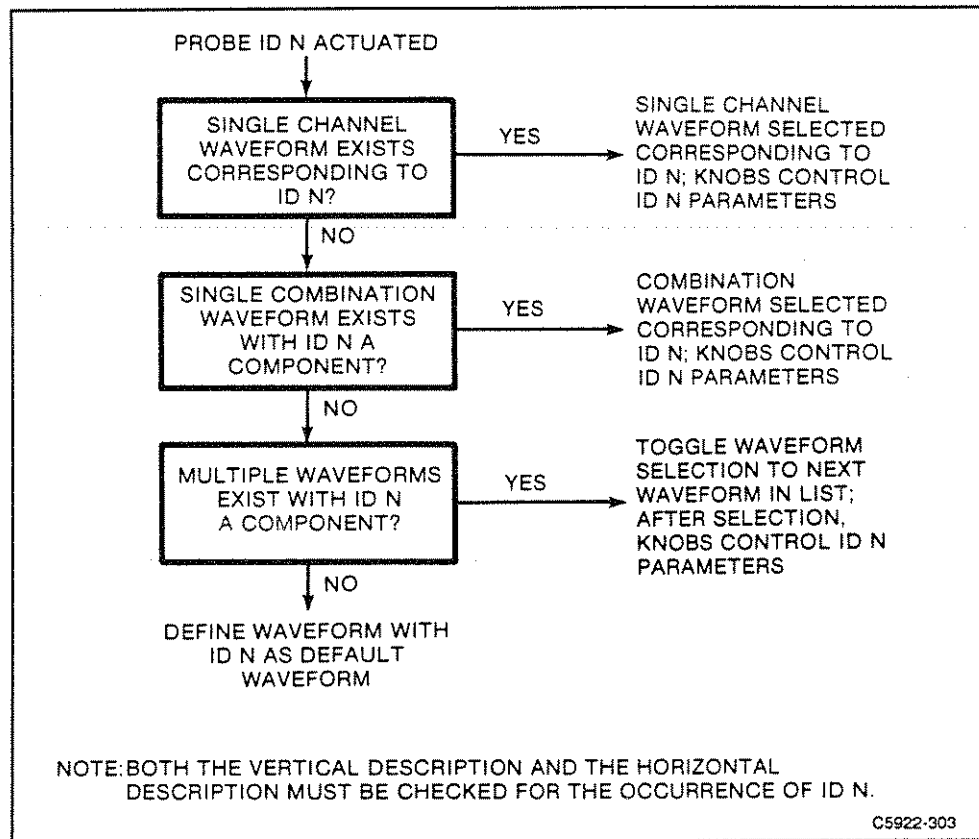 PROBE ID N ACTUATED
SINGLE CHANNEL
WAVEFORM EXISTS
CORRESPONDING TO
ID N?
YES
SINGLE CHANNEL
WAVEFORM SELECTED
CORRESPONDING TO
ID N; KNOBS CONTROL
ID N PARAMETERS
NO
SINGLE COMBINATION
WAVEFORM EXISTS
WITH ID N A
COMPONENT?
YES
COMBINATION
WAVEFORM SELECTED
CORRESPONDING TO
ID N; KNOBS CONTROL
ID N PARAMETERS
NO
MULTIPLE WAVEFORMS
EXIST WITH ID N
A COMPONENT?
YES
TOGGLE WAVEFORM
SELECTION TO NEXT
WAVEFORM IN LIST;
AFTER SELECTION,
KNOBS CONTROL ID N
PARAMETERS
NO
DEFINE WAVEFORM WITH
ID N AS DEFAULT
WAVEFORM
NOTE: BOTH THE VERTICAL DESCRIPTION AND THE HORIZONTAL
DESCRIPTION MUST BE CHECKED FOR THE OCCURRENCE OF ID N.
C5922-303